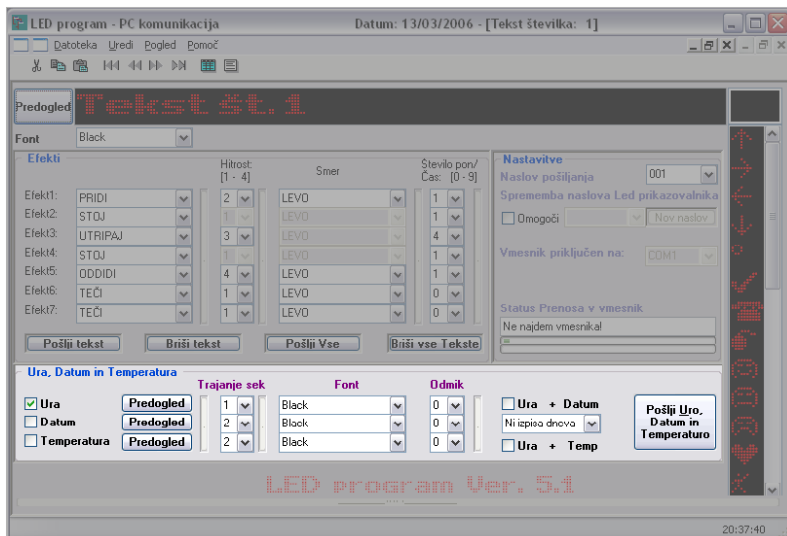 LED program - PC komunikacija Datum: 13/03/2006 - [Tekst številka: 1]
Datoteka Uredi Pogled Pomoč
Predogled Tekst št.1
Font Black
Efekti Hitrost: [1 - 4] Smer Število pon/ Čas: [0 - 9]
Efekt1: PRIDI 2 LEVO 1
Efekt2: STOJ 1 LEVO 1
Efekt3: UTRIPAJ 3 LEVO 4
Efekt4: STOJ 1 LEVO 1
Efekt5: ODDIDI 4 LEVO 1
Efekt6: TEČI 1 LEVO 0
Efekt7: TEČI 1 LEVO 0
Pošlji tekst Briši tekst Pošlji Vse Briši vse Tekste
Nastavitve
Naslov pošiljanja 001
Sprememba naslova Led prikazovalnika
Omogoči Nov naslov
Vmesnik priključen na: COM1
Status Prenosa v vmesnik
Ne najdem vmesnika!
Ura, Datum in Temperatura
Trajanje sek Font Odmik
Ura Predogled 1 Black 0
Datum Predogled 2 Black 0
Temperatura Predogled 2 Black 0
Ura + Datum
Ni izpisa dneva
Ura + Temp
Pošlji Uro,
Datum in
Temperaturo
LED program Ver. 5.1
20:37:40